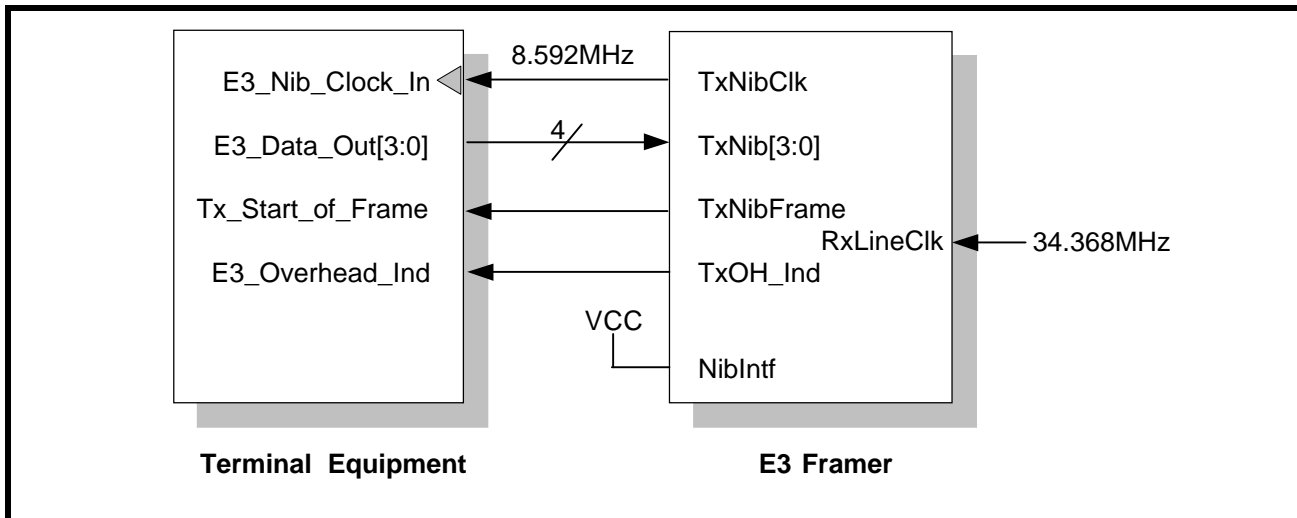 8.592MHz
E3_Nib_Clock_In
TxNibClk
4
E3_Data_Out[3:0]
TxNib[3:0]
Tx_Start_of_Frame
TxNibFrame
RxLineClk
34.368MHz
E3_Overhead_Ind
TxOH_Ind
VCC
NibIntf
Terminal Equipment
E3 Framer